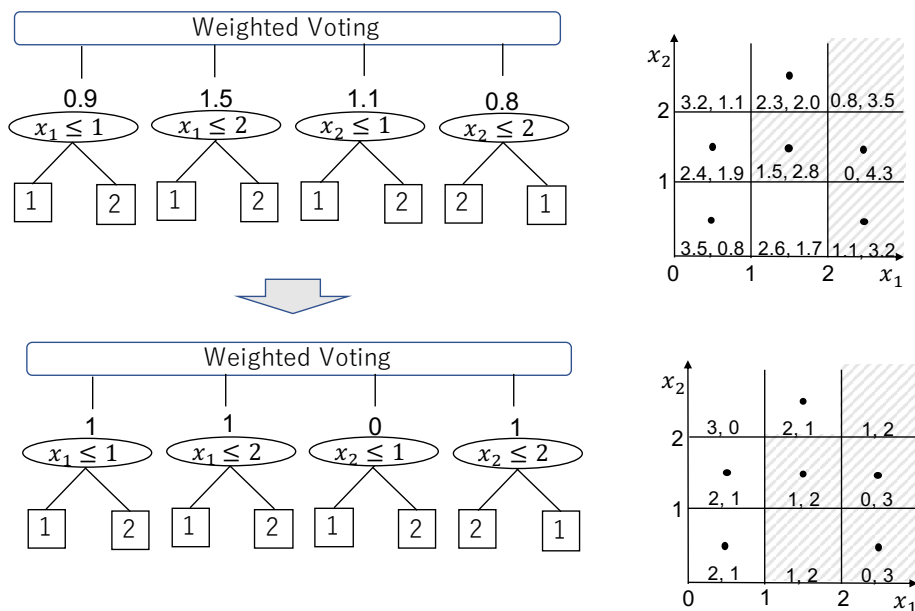 Weighted Voting
0.9 1.5 1.1 0.8
x₁ ≤ 1 x₁ ≤ 2 x₂ ≤ 1 x₂ ≤ 2
1 2 1 2 1 2 2 1
x₂
3.2, 1.1 2.3, 2.0 0.8, 3.5
2
2.4, 1.9 1.5, 2.8 0, 4.3
1
3.5, 0.8 2.6, 1.7 1.1, 3.2
0 1 2 x₁
Weighted Voting
1 1 0 1
x₁ ≤ 1 x₁ ≤ 2 x₂ ≤ 1 x₂ ≤ 2
1 2 1 2 1 2 2 1
x₂
3, 0 2, 1 1, 2
2
2, 1 1, 2 0, 3
1
2, 1 1, 2 0, 3
0 1 2 x₁